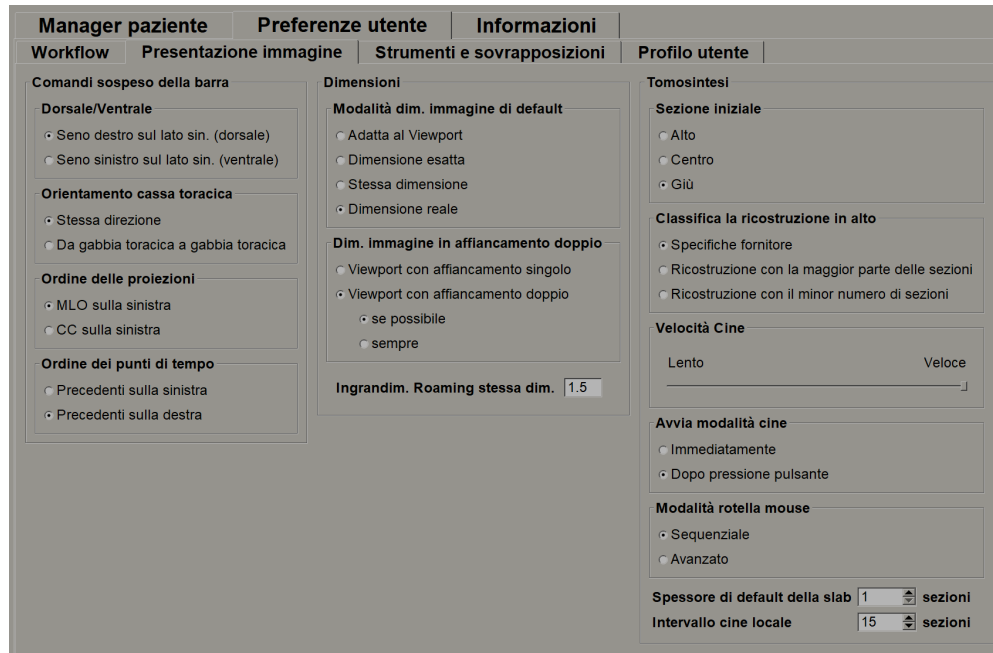 Manager paziente Preferenze utente Informazioni
Workflow Presentazione immagine Strumenti e sovrapposizioni Profilo utente
Comandi sospeso della barra
Dorsale/Ventrale
Seno destro sul lato sin. (dorsale)
Seno sinistro sul lato sin. (ventrale)
Orientamento cassa toracica
Stessa direzione
Da gabbia toracica a gabbia toracica
Ordine delle proiezioni
MLO sulla sinistra
CC sulla sinistra
Ordine dei punti di tempo
Precedenti sulla sinistra
Precedenti sulla destra
Dimensioni
Modalità dim. immagine di default
Adatta al Viewport
Dimensione esatta
Stessa dimensione
Dimensione reale
Dim. immagine in affiancamento doppio
Viewport con affiancamento singolo
Viewport con affiancamento doppio
se possibile
sempre
Ingrandim. Roaming stessa dim. 1.5
Tomosintesi
Sezione iniziale
Alto
Centro
Giù
Classifica la ricostruzione in alto
Specifiche fornitore
Ricostruzione con la maggior parte delle sezioni
Ricostruzione con il minor numero di sezioni
Velocità Cine
Lento Veloce
Avvia modalità cine
Immediatamente
Dopo pressione pulsante
Modalità rotella mouse
Sequenziale
Avanzato
Spessore di default della slab 1 sezioni
Intervallo cine locale 15 sezioni